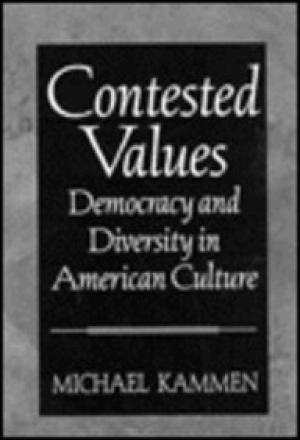 Contested
Values
Democracy and
Diversity in
American Culture
MICHAEL KAMMEN